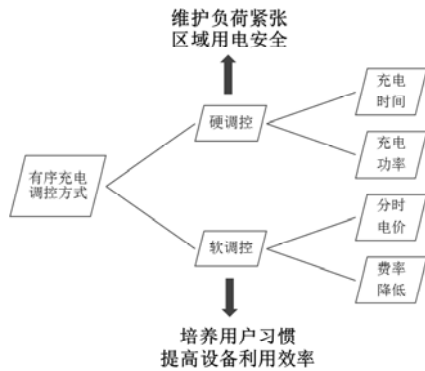 维护负荷紧张
区域用电安全
充电
时间
硬调控
充电
功率
有序充电
调控方式
分时
电价
软调控
费率
降低
培养用户习惯
提高设备利用效率